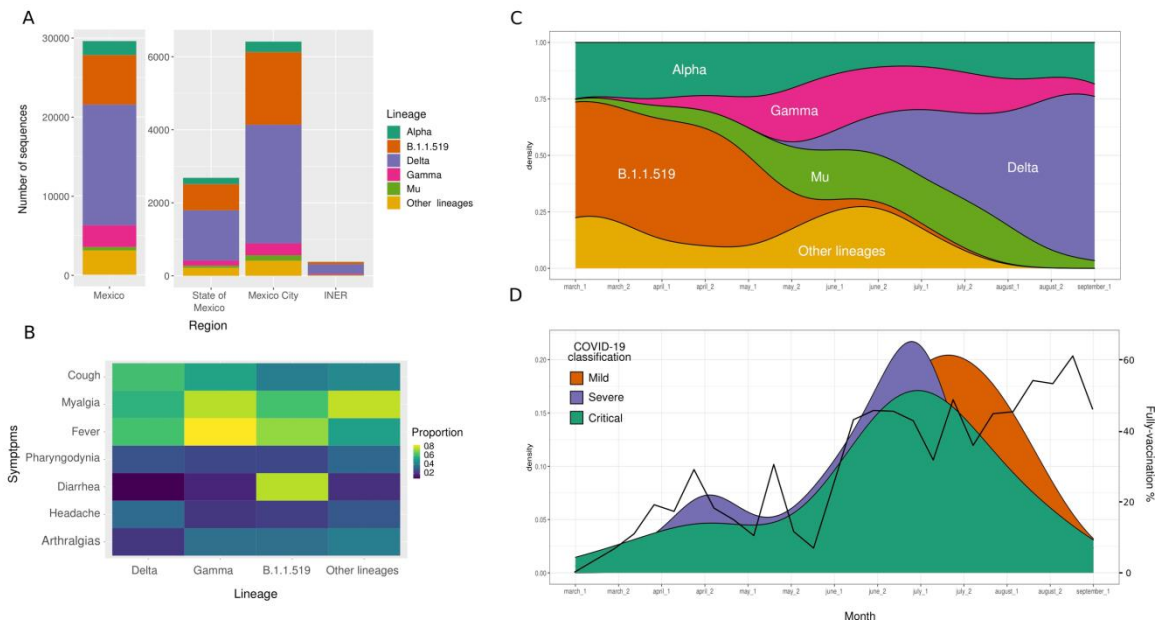 A
Number of sequences
30000
20000
10000
0
Mexico
6000
4000
2000
0
State of
Mexico
Mexico City
INER
Region
Lineage
Alpha
B.1.1.519
Delta
Gamma
Mu
Other lineages
B
Symptpms
Cough
Myalgia
Fever
Pharyngodynia
Diarrhea
Headache
Arthralgias
Delta
Gamma
B.1.1.519
Other lineages
Lineage
Proportion
0.8
0.6
0.4
0.2
C
density
1.00
0.75
0.50
0.25
0.00
Alpha
Gamma
B.1.1.519
Mu
Delta
Other lineages
march_1
march_2
april_1
april_2
may_1
may_2
june_1
june_2
july_1
july_2
august_1
august_2
september_1
D
density
0.20
0.15
0.10
0.05
0.00
COVID-19
classification
Mild
Severe
Critical
60
40
20
0
Fully-vaccination %
march_1
march_2
april_1
april_2
may_1
may_2
june_1
june_2
july_1
july_2
august_1
august_2
september_1
Month